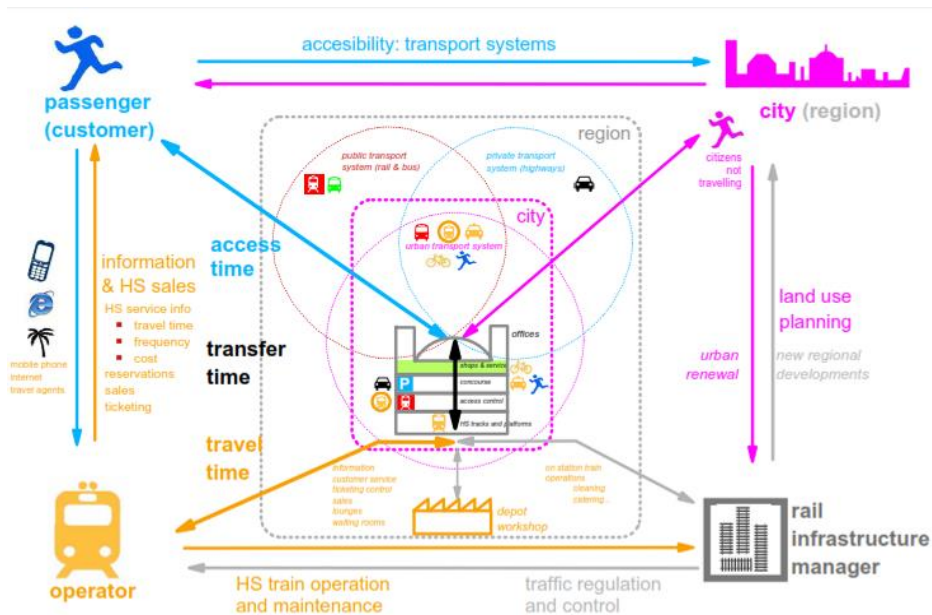 accesibility: transport systems
passenger
(customer)
city (region)
region
public transport
system (rail & bus)
private transport
system (highways)
citizens
not
travelling
city
urban transport system
access
time
information
& HS sales
HS service info
travel time
frequency
cost
reservations
sales
ticketing
mobile phone
internet
travel agents
land use
planning
urban
renewal
new regional
developments
transfer
time
offices
shops & service
P
concourse
access control
HS tracks and platforms
travel
time
information
customer service
ticketing control
sales
lounges
waiting rooms
on station train
operations
cleaning
catering...
depot
workshop
operator
rail
infrastructure
manager
HS train operation
and maintenance
traffic regulation
and control